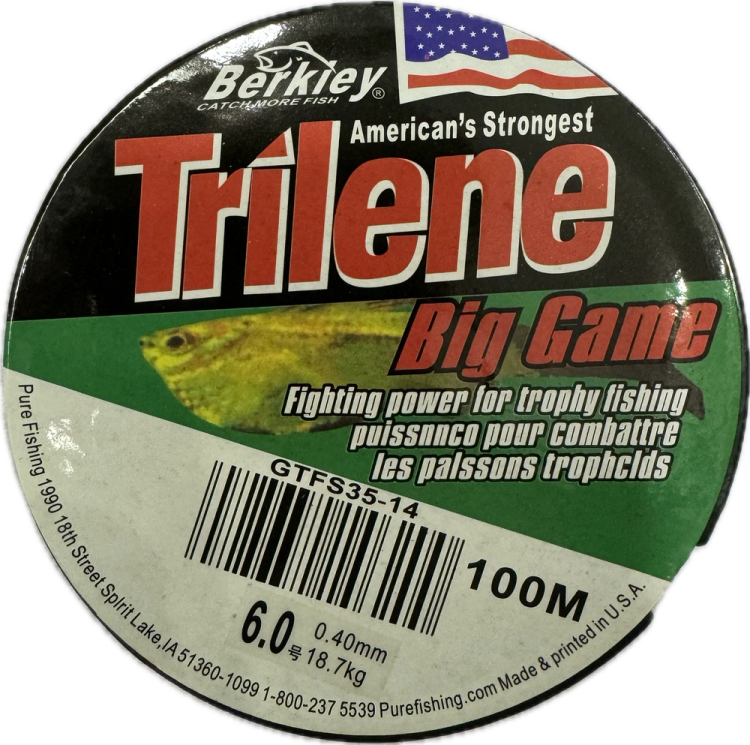 Berkley®
CATCH MORE FISH
American's Strongest
Trilene
Big Game
Fighting power for trophy fishing
puissnnco pour combattre
les palssons trophclds
GTFS35-14
100M
6.0号
0.40mm
18.7kg
Pure Fishing 1990 18th Street Splrit Lake,IA 51360-1099 1-800-237 5539 Purefishing.com Made & printed in U.S.A.